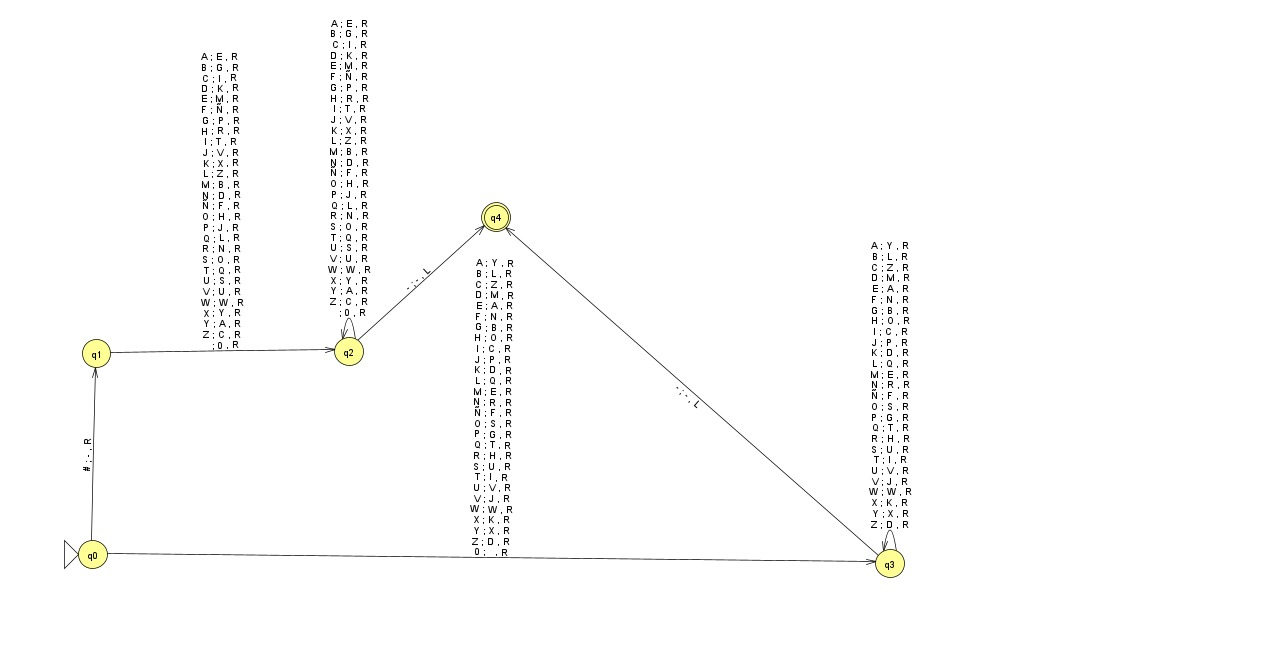 A ; E , R
B ; G , R
C ; I , R
D ; K , R
E ; M , R
F ; Ñ , R
G ; P , R
H ; R , R
I ; T , R
J ; V , R
K ; X , R
L ; Z , R
M ; B , R
N ; D , R
Ñ ; F , R
O ; H , R
P ; J , R
Q ; L , R
R ; N , R
S ; O , R
T ; Q , R
U ; S , R
V ; U , R
W ; W , R
X ; Y , R
Y ; A , R
Z ; C , R
; 0 , R
A ; E , R
B ; G , R
C ; I , R
D ; K , R
E ; M , R
F ; Ñ , R
G ; P , R
H ; R , R
I ; T , R
J ; V , R
K ; X , R
L ; Z , R
M ; B , R
N ; D , R
Ñ ; F , R
O ; H , R
P ; J , R
Q ; L , R
R ; N , R
S ; O , R
T ; Q , R
U ; S , R
V ; U , R
W ; W , R
X ; Y , R
Y ; A , R
Z ; C , R
; 0 , R
q4
A ; Y , R
B ; L , R
C ; Z , R
D ; M , R
E ; A , R
F ; N , R
G ; B , R
H ; O , R
I ; C , R
J ; P , R
K ; D , R
L ; Q , R
M ; E , R
N ; R , R
Ñ ; F , R
O ; S , R
P ; G , R
Q ; T , R
R ; H , R
S ; U , R
T ; I , R
U ; V , R
V ; J , R
W ; W , R
X ; K , R
Y ; X , R
Z ; D , R
0 ; , R
A ; Y , R
B ; L , R
C ; Z , R
D ; M , R
E ; A , R
F ; N , R
G ; B , R
H ; O , R
I ; C , R
J ; P , R
K ; D , R
L ; Q , R
M ; E , R
N ; R , R
Ñ ; F , R
O ; S , R
P ; G , R
Q ; T , R
R ; H , R
S ; U , R
T ; I , R
U ; V , R
V ; J , R
W ; W , R
X ; K , R
Y ; X , R
Z ; D , R
- ; - , L
q1
q2
- ; - , L
# ; - , R
q0
q3